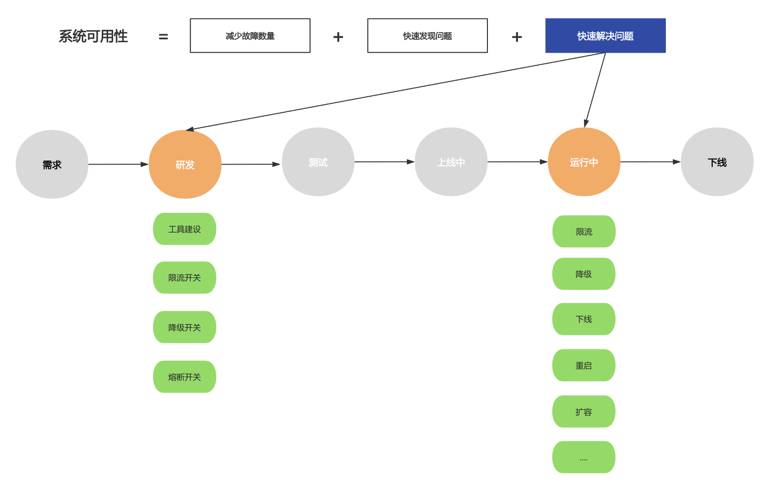 系统可用性 = 减少故障数量 + 快速发现问题 + 快速解决问题
需求 研发 测试 上线中 运行中 下线
工具建设
限流开关
降级开关
熔断开关
限流
降级
下线
重启
扩容
....